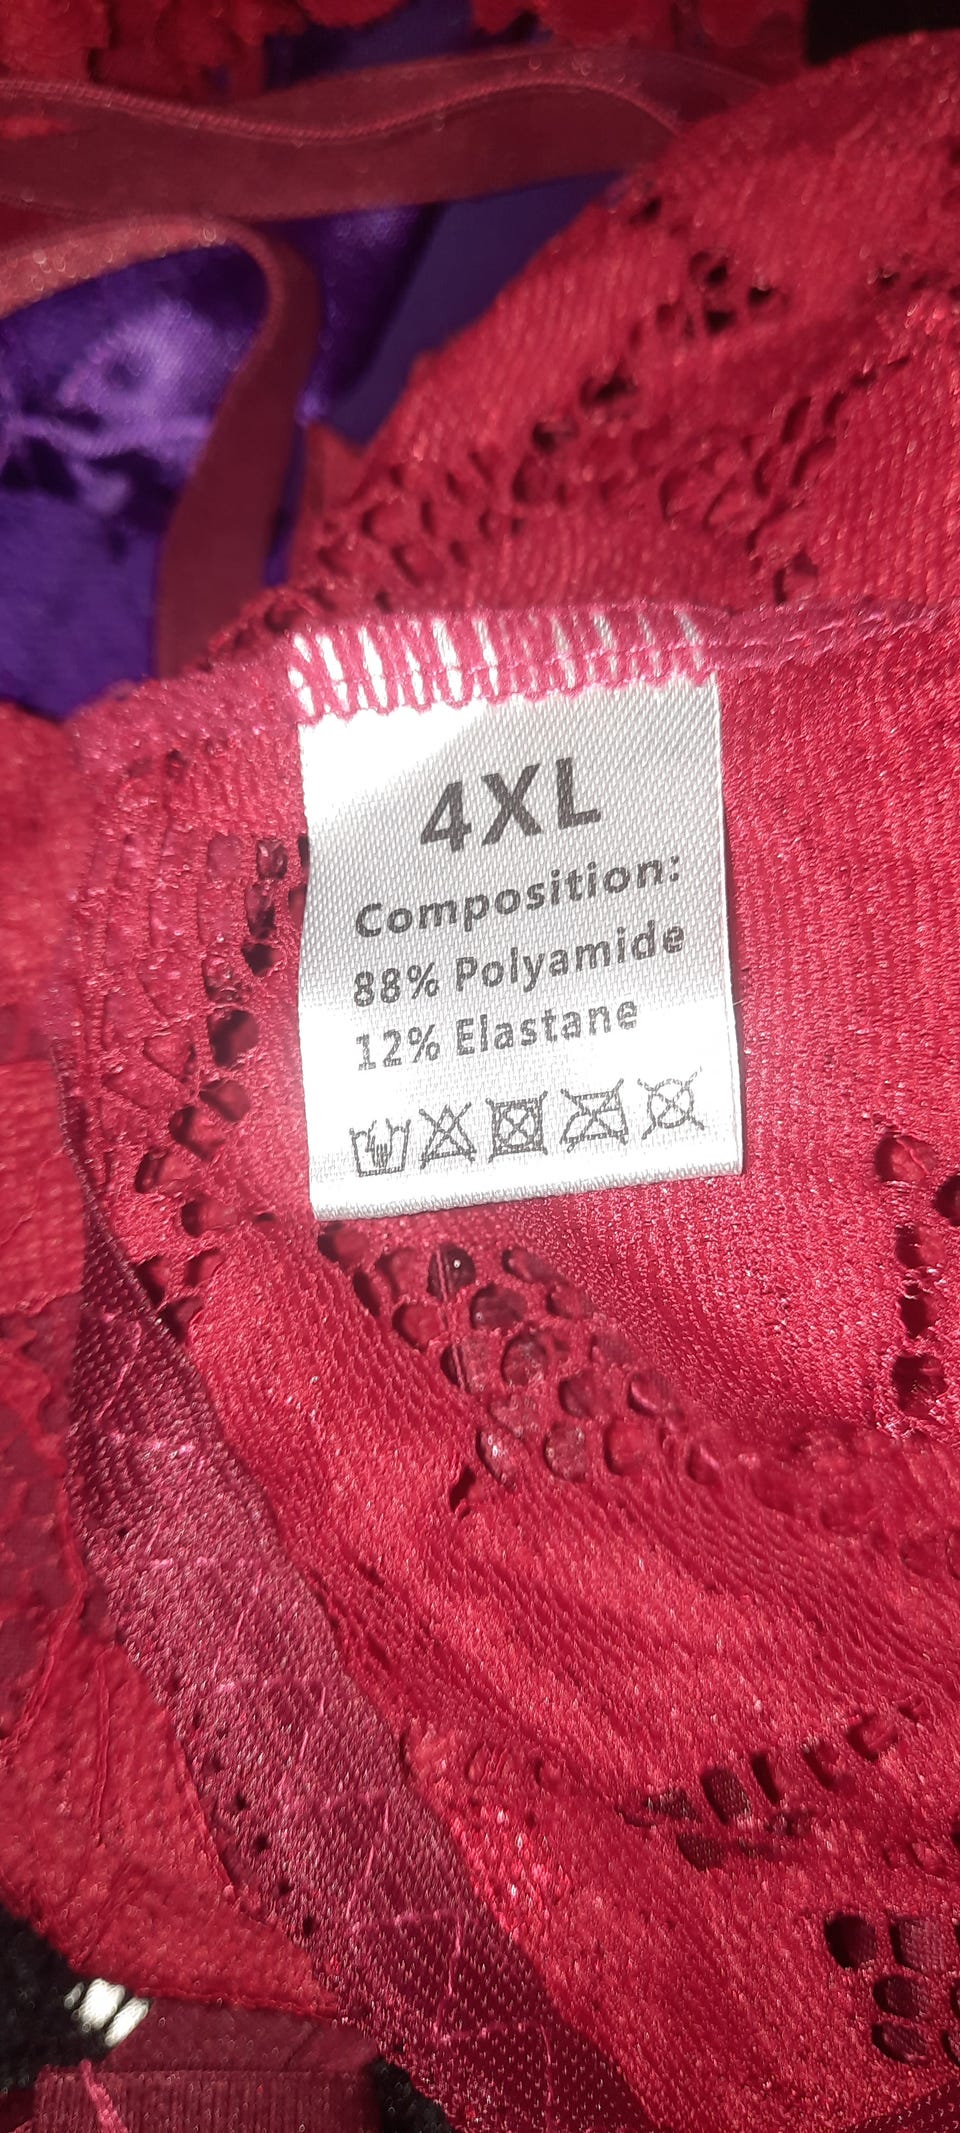 4XL
Composition:
88% Polyamide
12% Elastane